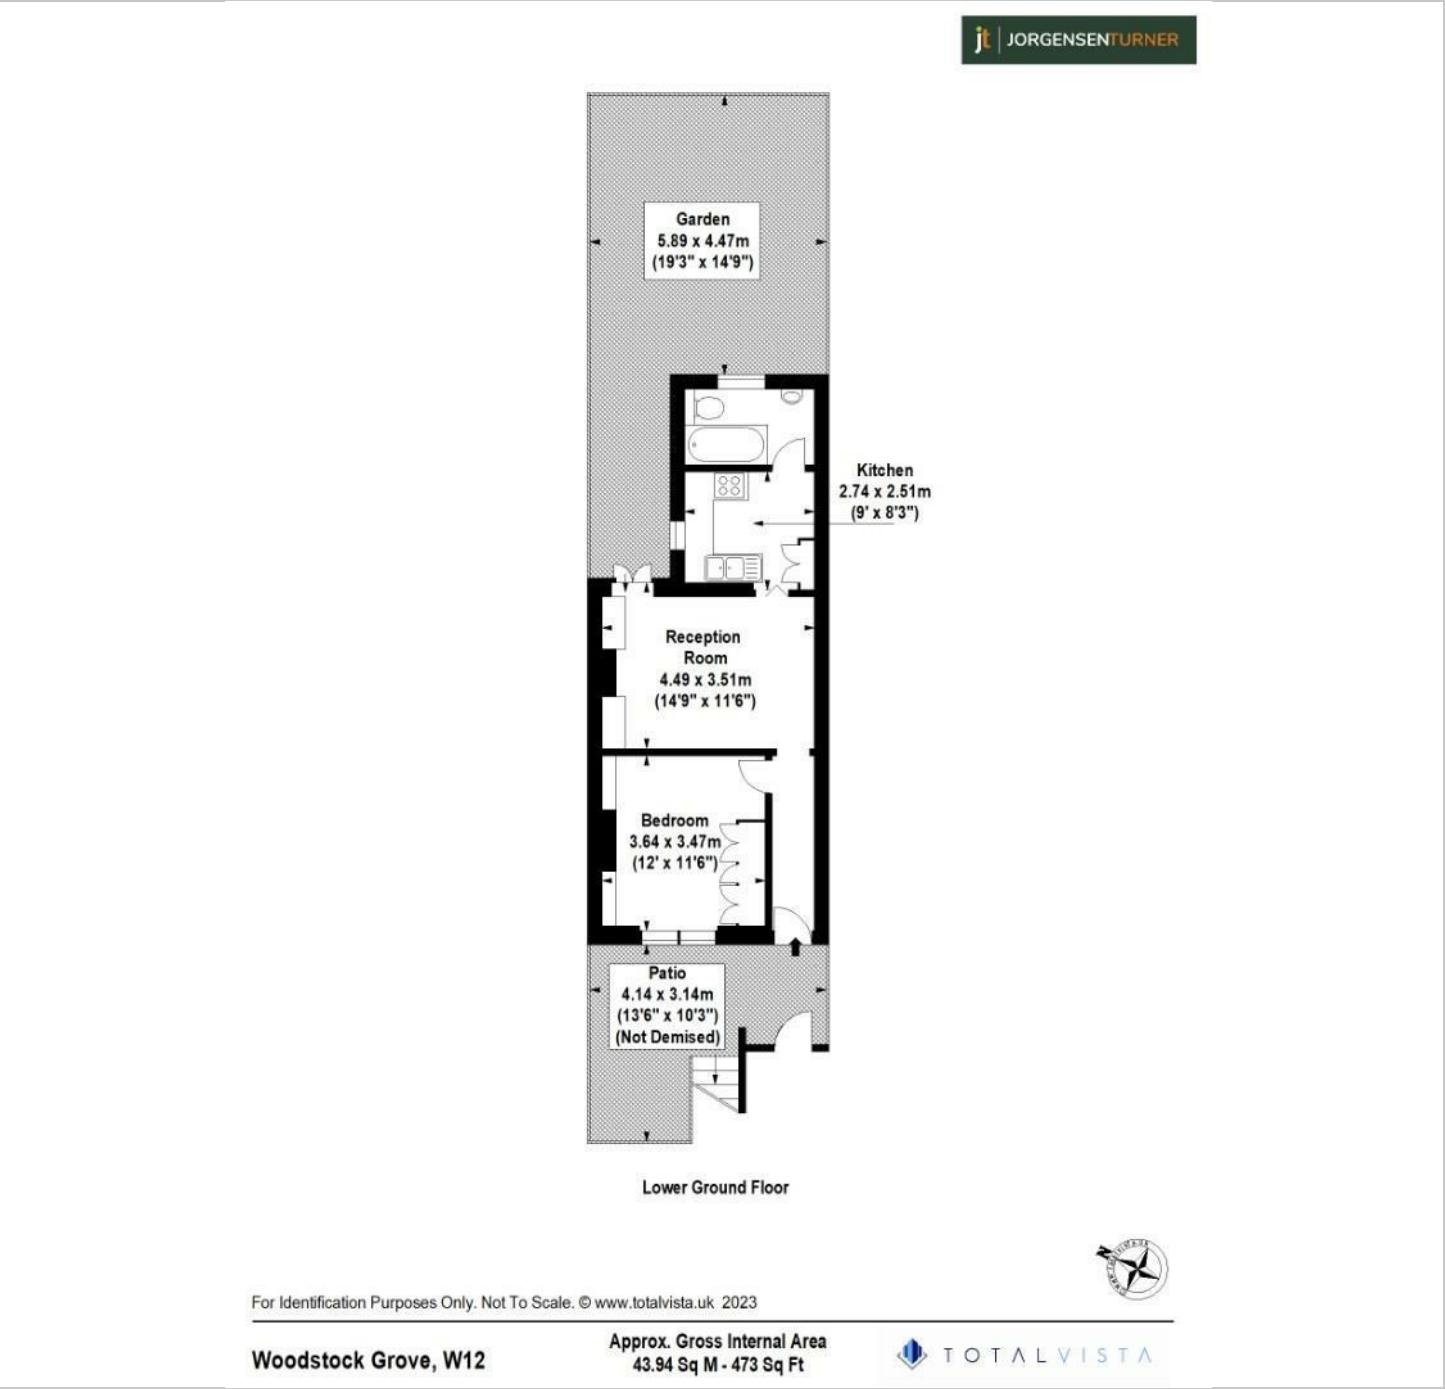 jt | JORGENSENTURNER
Garden
5.89 x 4.47m
(19'3" x 14'9")
Kitchen
2.74 x 2.51m
(9' x 8'3")
Reception
Room
4.49 x 3.51m
(14'9" x 11'6")
Bedroom
3.64 x 3.47m
(12' x 11'6")
Patio
4.14 x 3.14m
(13'6" x 10'3")
(Not Demised)
Lower Ground Floor
N
For Identification Purposes Only. Not To Scale. © www.totalvista.uk 2023
Woodstock Grove, W12
Approx. Gross Internal Area
43.94 Sq M - 473 Sq Ft
TOTALVISTA